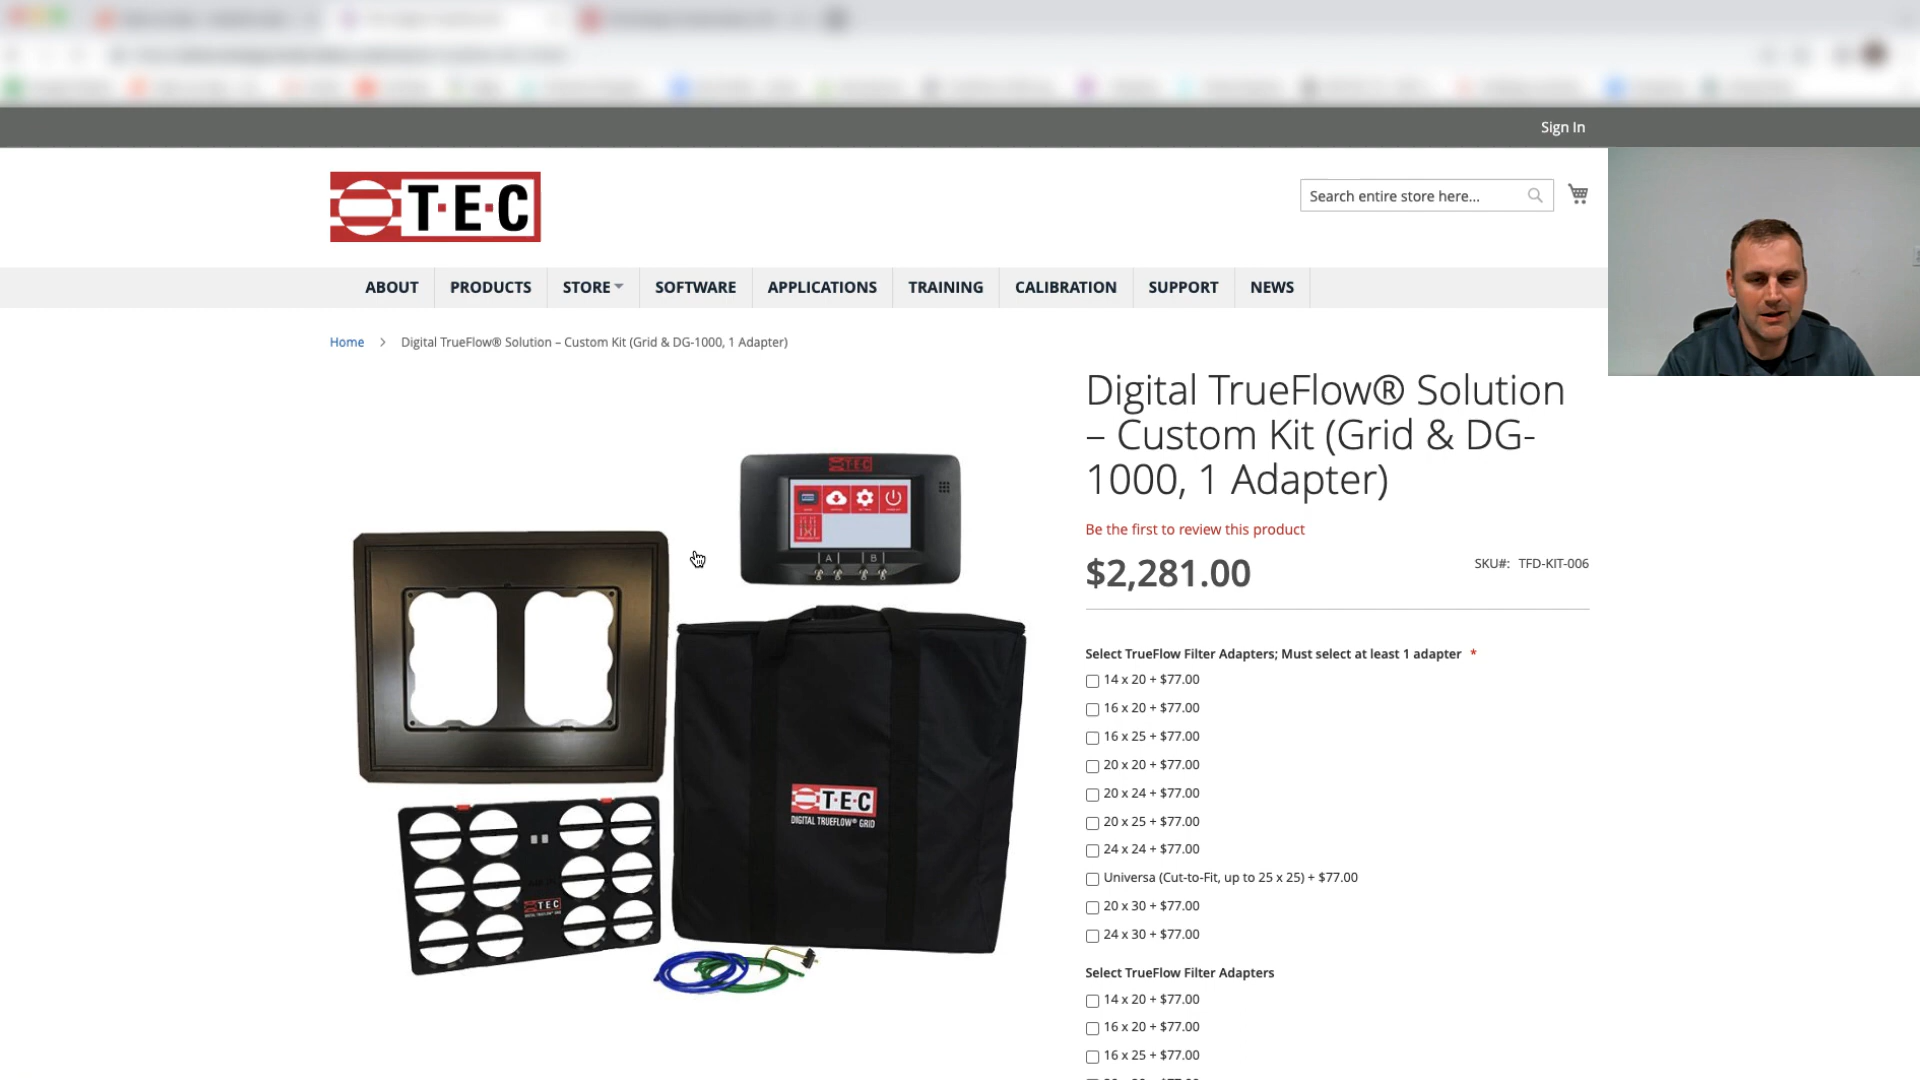 Sign In
T·E·C
Search entire store here...
ABOUT
PRODUCTS
STORE
SOFTWARE
APPLICATIONS
TRAINING
CALIBRATION
SUPPORT
NEWS
Home > Digital TrueFlow® Solution – Custom Kit (Grid & DG-1000, 1 Adapter)
Digital TrueFlow® Solution
– Custom Kit (Grid & DG-
1000, 1 Adapter)
Be the first to review this product
$2,281.00
SKU#: TFD-KIT-006
T·E·C
A B
T·E·C
DIGITAL TRUEFLOW® GRID
T·E·C
Select TrueFlow Filter Adapters; Must select at least 1 adapter *
14 x 20 + $77.00
16 x 20 + $77.00
16 x 25 + $77.00
20 x 20 + $77.00
20 x 24 + $77.00
20 x 25 + $77.00
24 x 24 + $77.00
Universa (Cut-to-Fit, up to 25 x 25) + $77.00
20 x 30 + $77.00
24 x 30 + $77.00
Select TrueFlow Filter Adapters
14 x 20 + $77.00
16 x 20 + $77.00
16 x 25 + $77.00